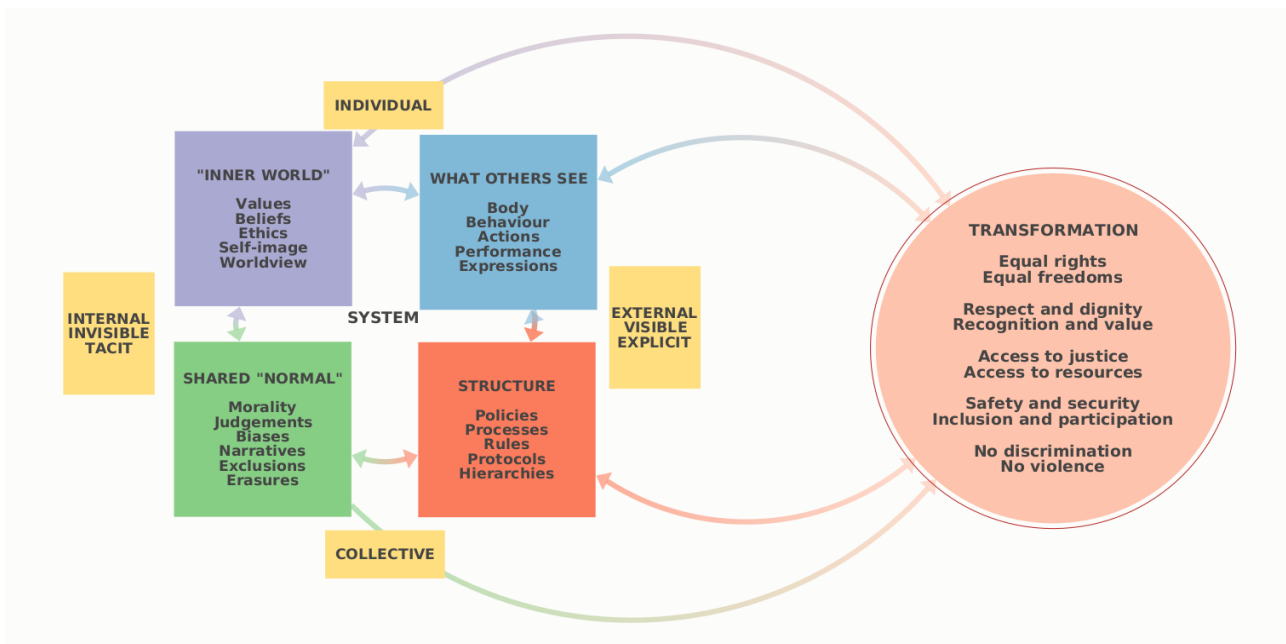 INDIVIDUAL
"INNER WORLD"
Values
Beliefs
Ethics
Self-image
Worldview
WHAT OTHERS SEE
Body
Behaviour
Actions
Performance
Expressions
INTERNAL
INVISIBLE
TACIT
SYSTEM
EXTERNAL
VISIBLE
EXPLICIT
SHARED "NORMAL"
Morality
Judgements
Biases
Narratives
Exclusions
Erasures
STRUCTURE
Policies
Processes
Rules
Protocols
Hierarchies
COLLECTIVE
TRANSFORMATION
Equal rights
Equal freedoms
Respect and dignity
Recognition and value
Access to justice
Access to resources
Safety and security
Inclusion and participation
No discrimination
No violence